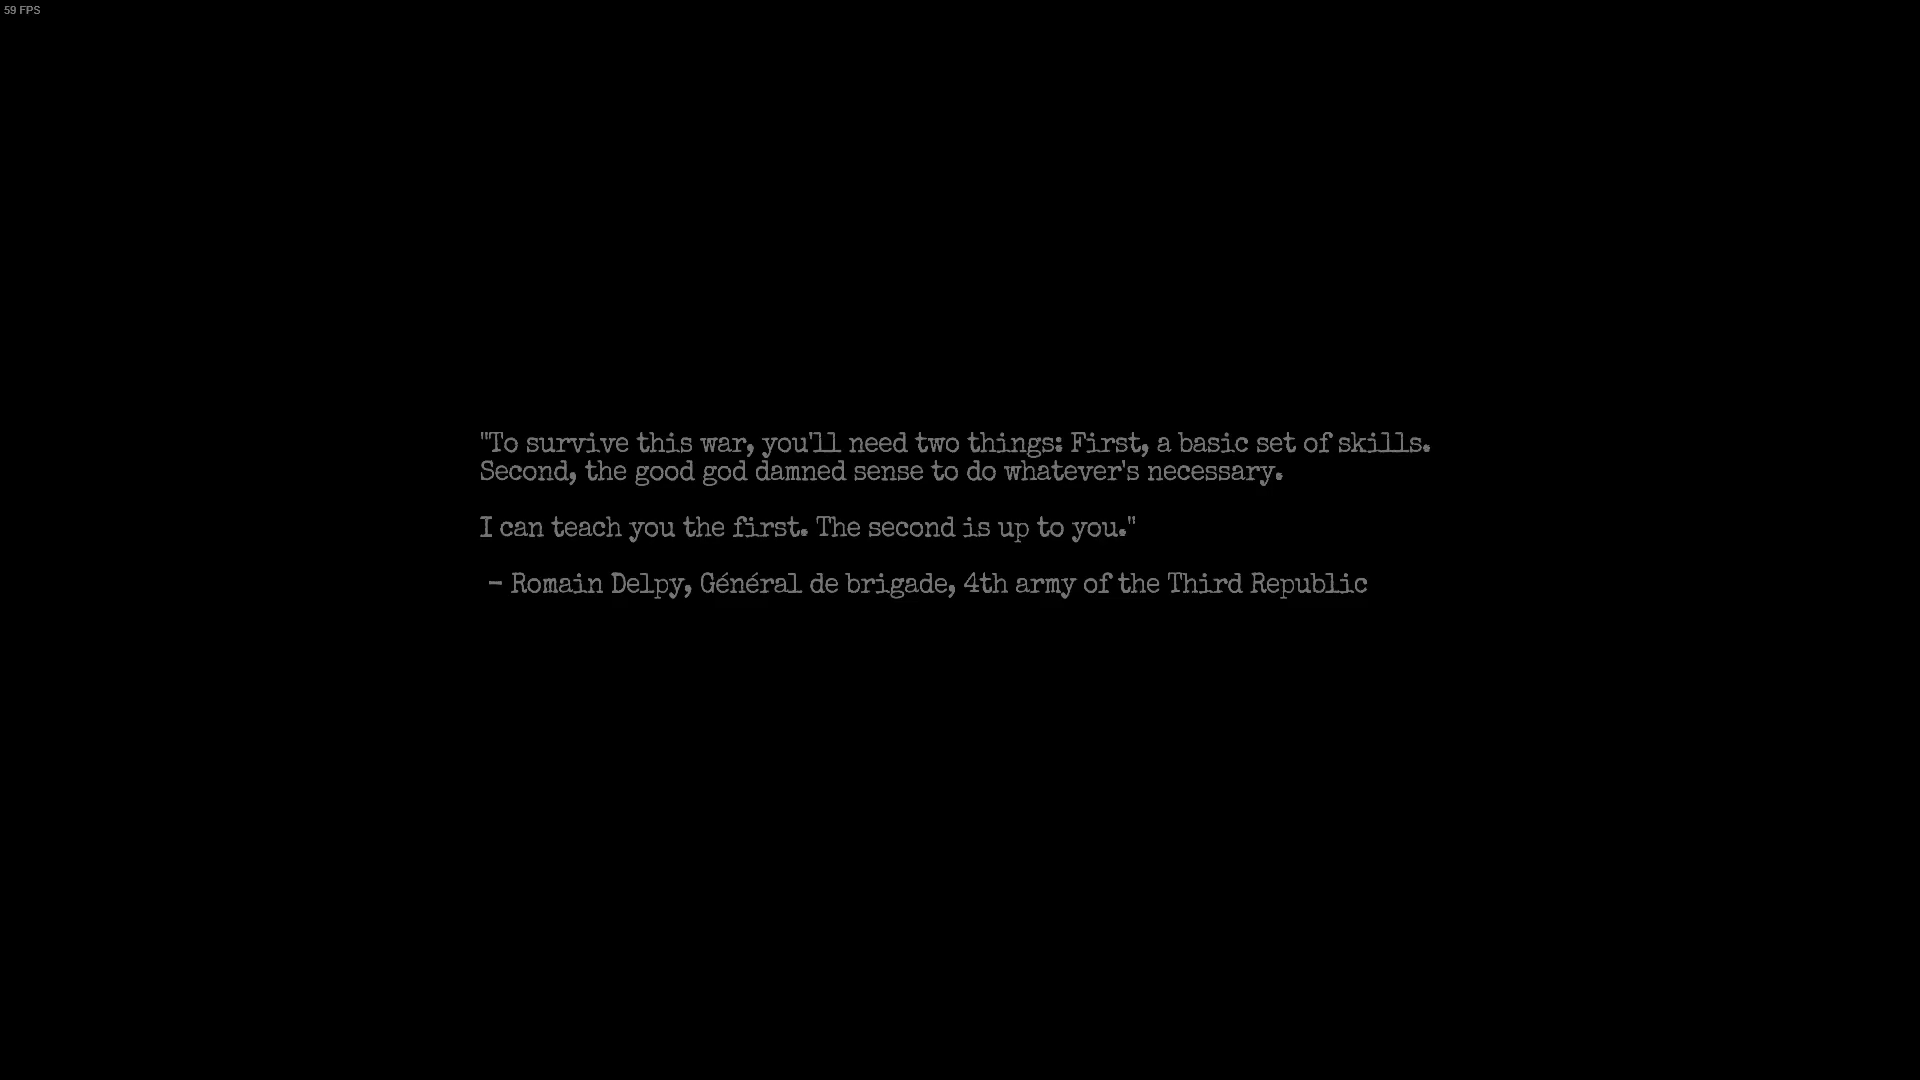 59 FPS
"To survive this war, you'll need two things: First, a basic set of skills.
Second, the good god damned sense to do whatever's necessary.
I can teach you the first. The second is up to you."
- Romain Delpy, Général de brigade, 4th army of the Third Republic